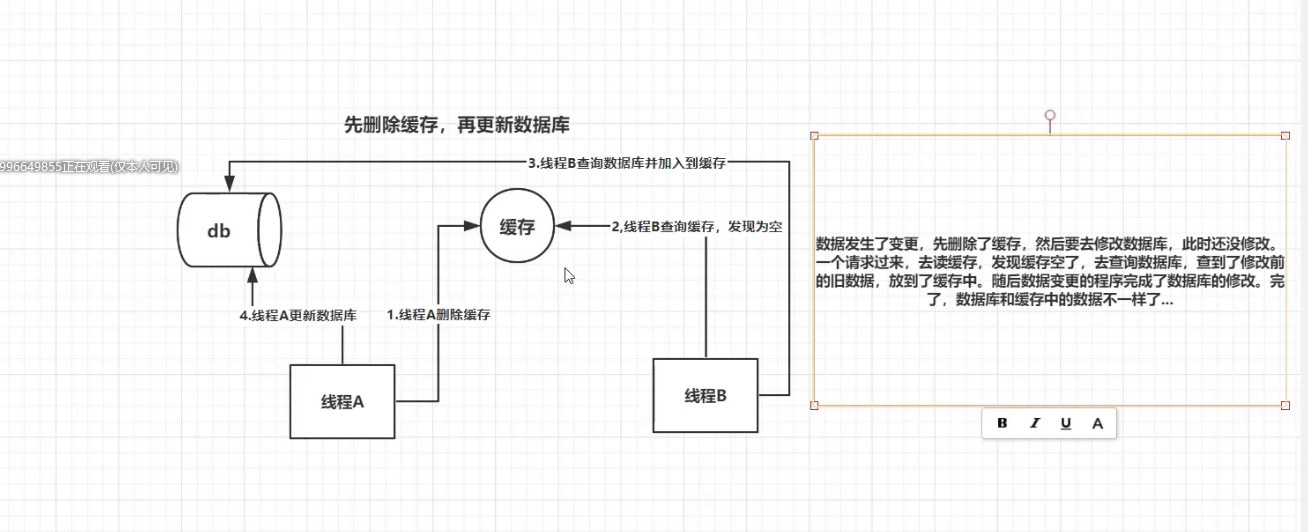 先删除缓存，再更新数据库
3.线程B查询数据库并加入到缓存
996649855正在观看(仅本人可见)
db
缓存
2,线程B查询缓存，发现为空
数据发生了变更，先删除了缓存，然后要去修改数据库，此时还没修改。
一个请求过来，去读缓存，发现缓存空了，去查询数据库，查到了修改前
的旧数据，放到了缓存中。随后数据变更的程序完成了数据库的修改。完
了，数据库和缓存中的数据不一样了...
4.线程A更新数据库
1.线程A删除缓存
线程A
线程B
B I U A